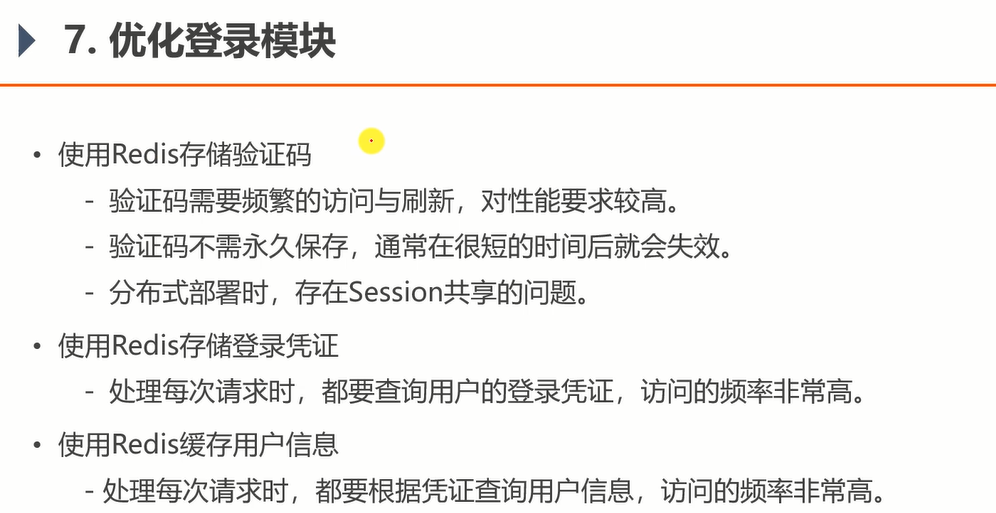 7. 优化登录模块
• 使用Redis存储验证码
- 验证码需要频繁的访问与刷新，对性能要求较高。
- 验证码不需永久保存，通常在很短的时间后就会失效。
- 分布式部署时，存在Session共享的问题。
• 使用Redis存储登录凭证
- 处理每次请求时，都要查询用户的登录凭证，访问的频率非常高。
• 使用Redis缓存用户信息
- 处理每次请求时，都要根据凭证查询用户信息，访问的频率非常高。